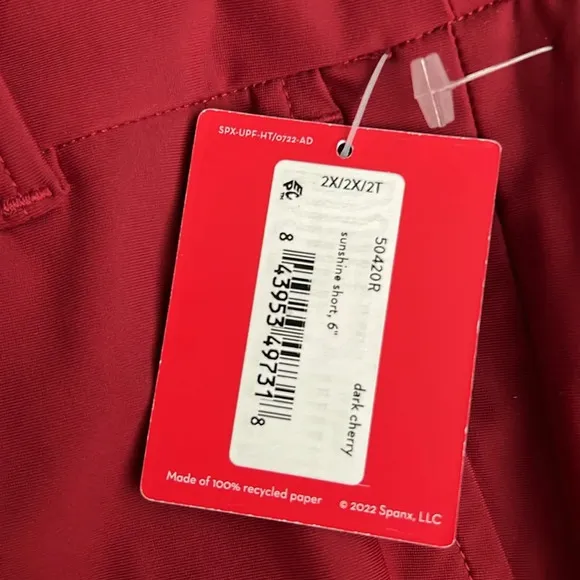 SPX-UPF-HT/0722-AD
2X/2X/2T
EPC™
50420R
sunshine short, 6"
dark cherry
8 43953 49731 8
Made of 100% recycled paper
© 2022 Spanx, LLC